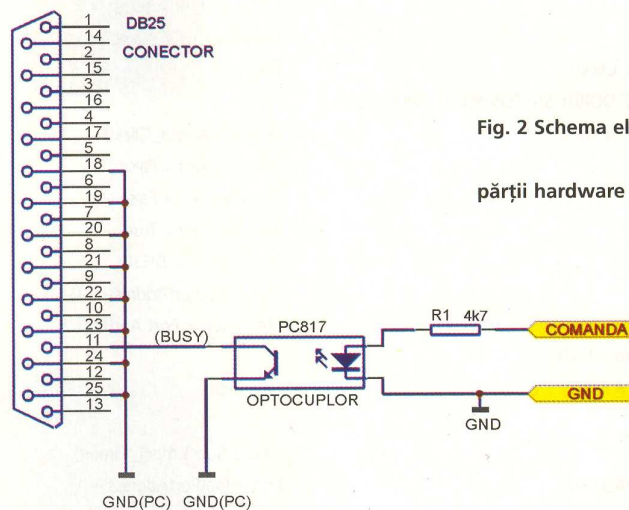 1
DB25
14
2
CONECTOR
15
3
16
4
17
5
18
6
19
7
20
8
21
9
22
10
23
11
(BUSY)
24
12
25
13
GND(PC)
GND(PC)
PC817
OPTOCUPLOR
R1 4k7
COMANDA
GND
GND
Fig. 2 Schema el
părții hardware